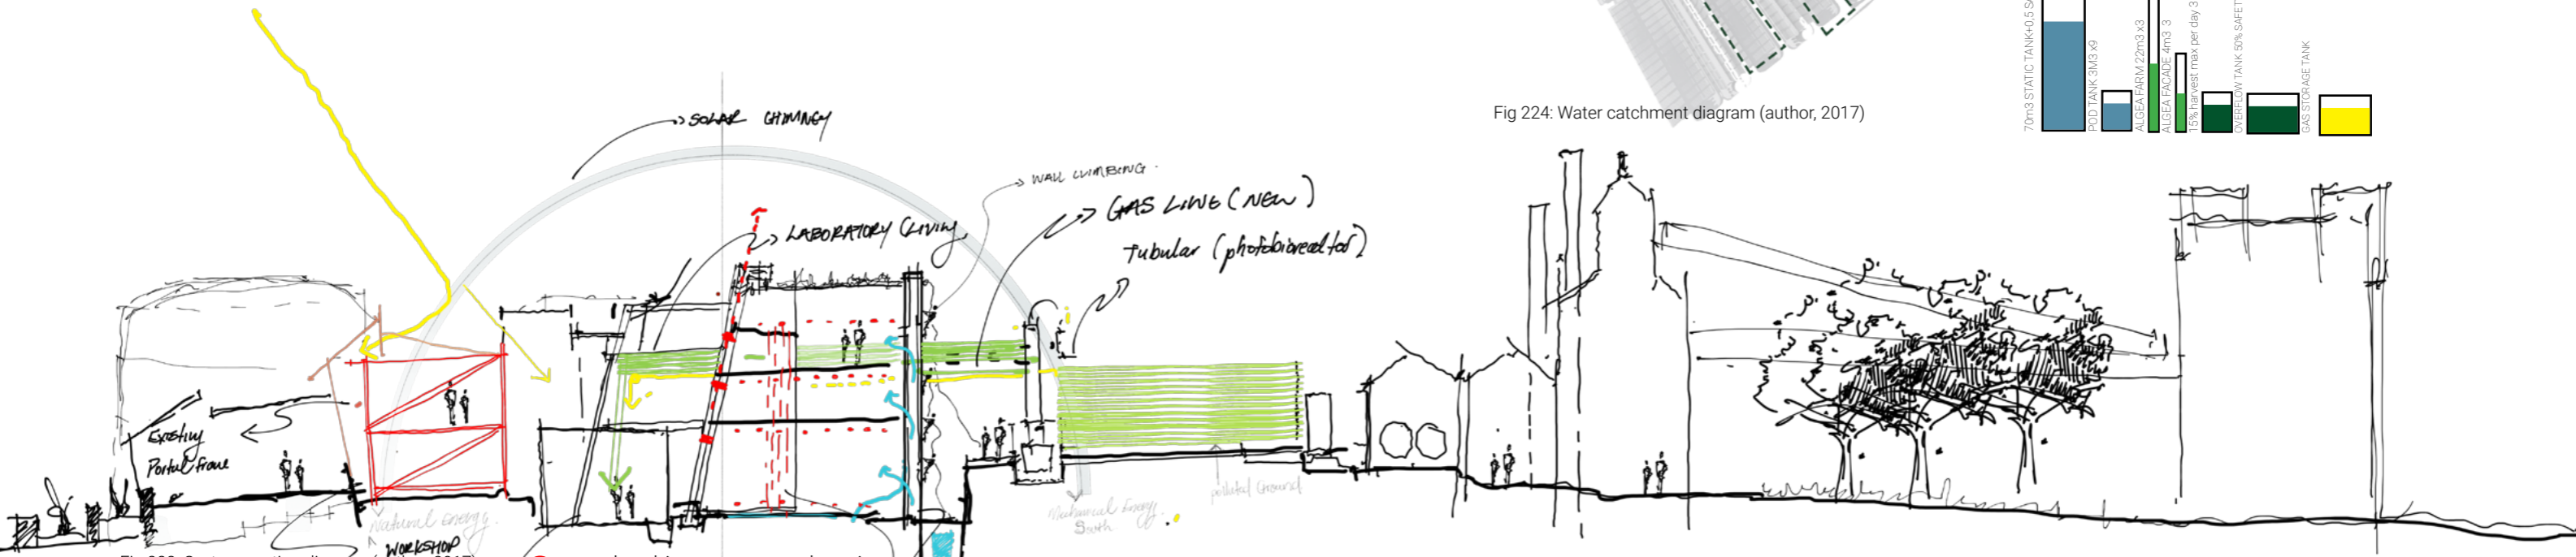 70m3 STATIC TANK+0,5 S
POD TANK 3M3 x9
ALGEA FARM 22m3 x3
ALGEA FACADE 4m3 3
15% harvest max per day 3
OVERFLOW TANK 50% SAFET
GAS STORAGE TANK
Fig 224: Water catchment diagram (author, 2017)
SOLAR CHIMNEY
WALL CLIMBING
GAS LINE (NEW)
LABORATORY (LIVING)
Tubular (photobioreactor)
Existing
Portal frame
polluted Ground
Natural Energy.
Mechanical Energy.
South
WORKSHOP